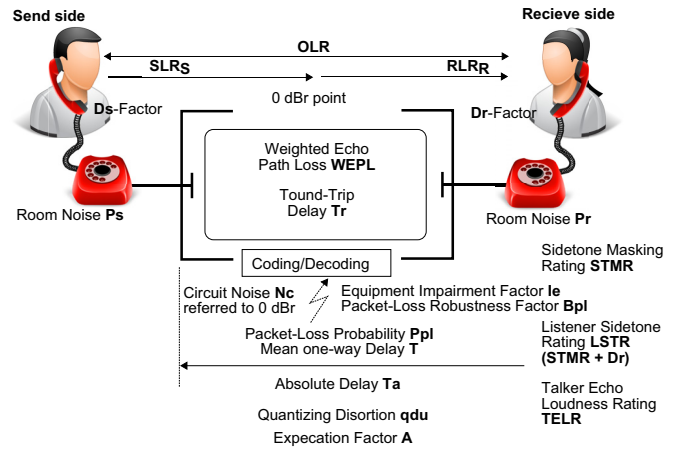 Send side
Recieve side
OLR
SLRS
RLRR
0 dBr point
Ds-Factor
Dr-Factor
Weighted Echo
Path Loss WEPL
Tound-Trip
Delay Tr
Room Noise Ps
Room Noise Pr
Coding/Decoding
Sidetone Masking
Rating STMR
Circuit Noise Nc
referred to 0 dBr
Equipment Impairment Factor Ie
Packet-Loss Robustness Factor Bpl
Packet-Loss Probability Ppl
Mean one-way Delay T
Listener Sidetone
Rating LSTR
(STMR + Dr)
Absolute Delay Ta
Talker Echo
Loudness Rating
TELR
Quantizing Disortion qdu
Expecation Factor A